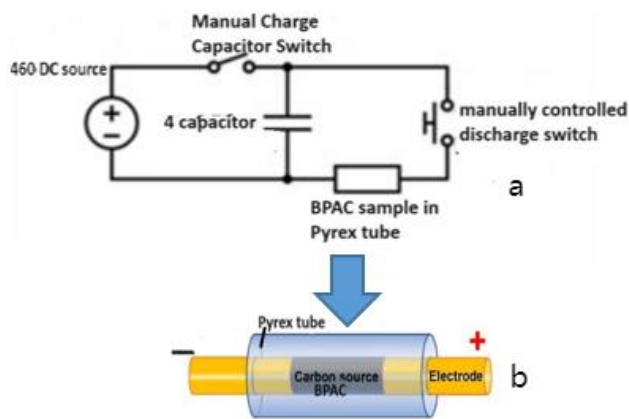 Manual Charge
Capacitor Switch
460 DC source
+
−
4 capacitor
manually controlled
discharge switch
a
BPAC sample in
Pyrex tube
Pyrex tube
−
+
Carbon source
BPAC
Electrode
b